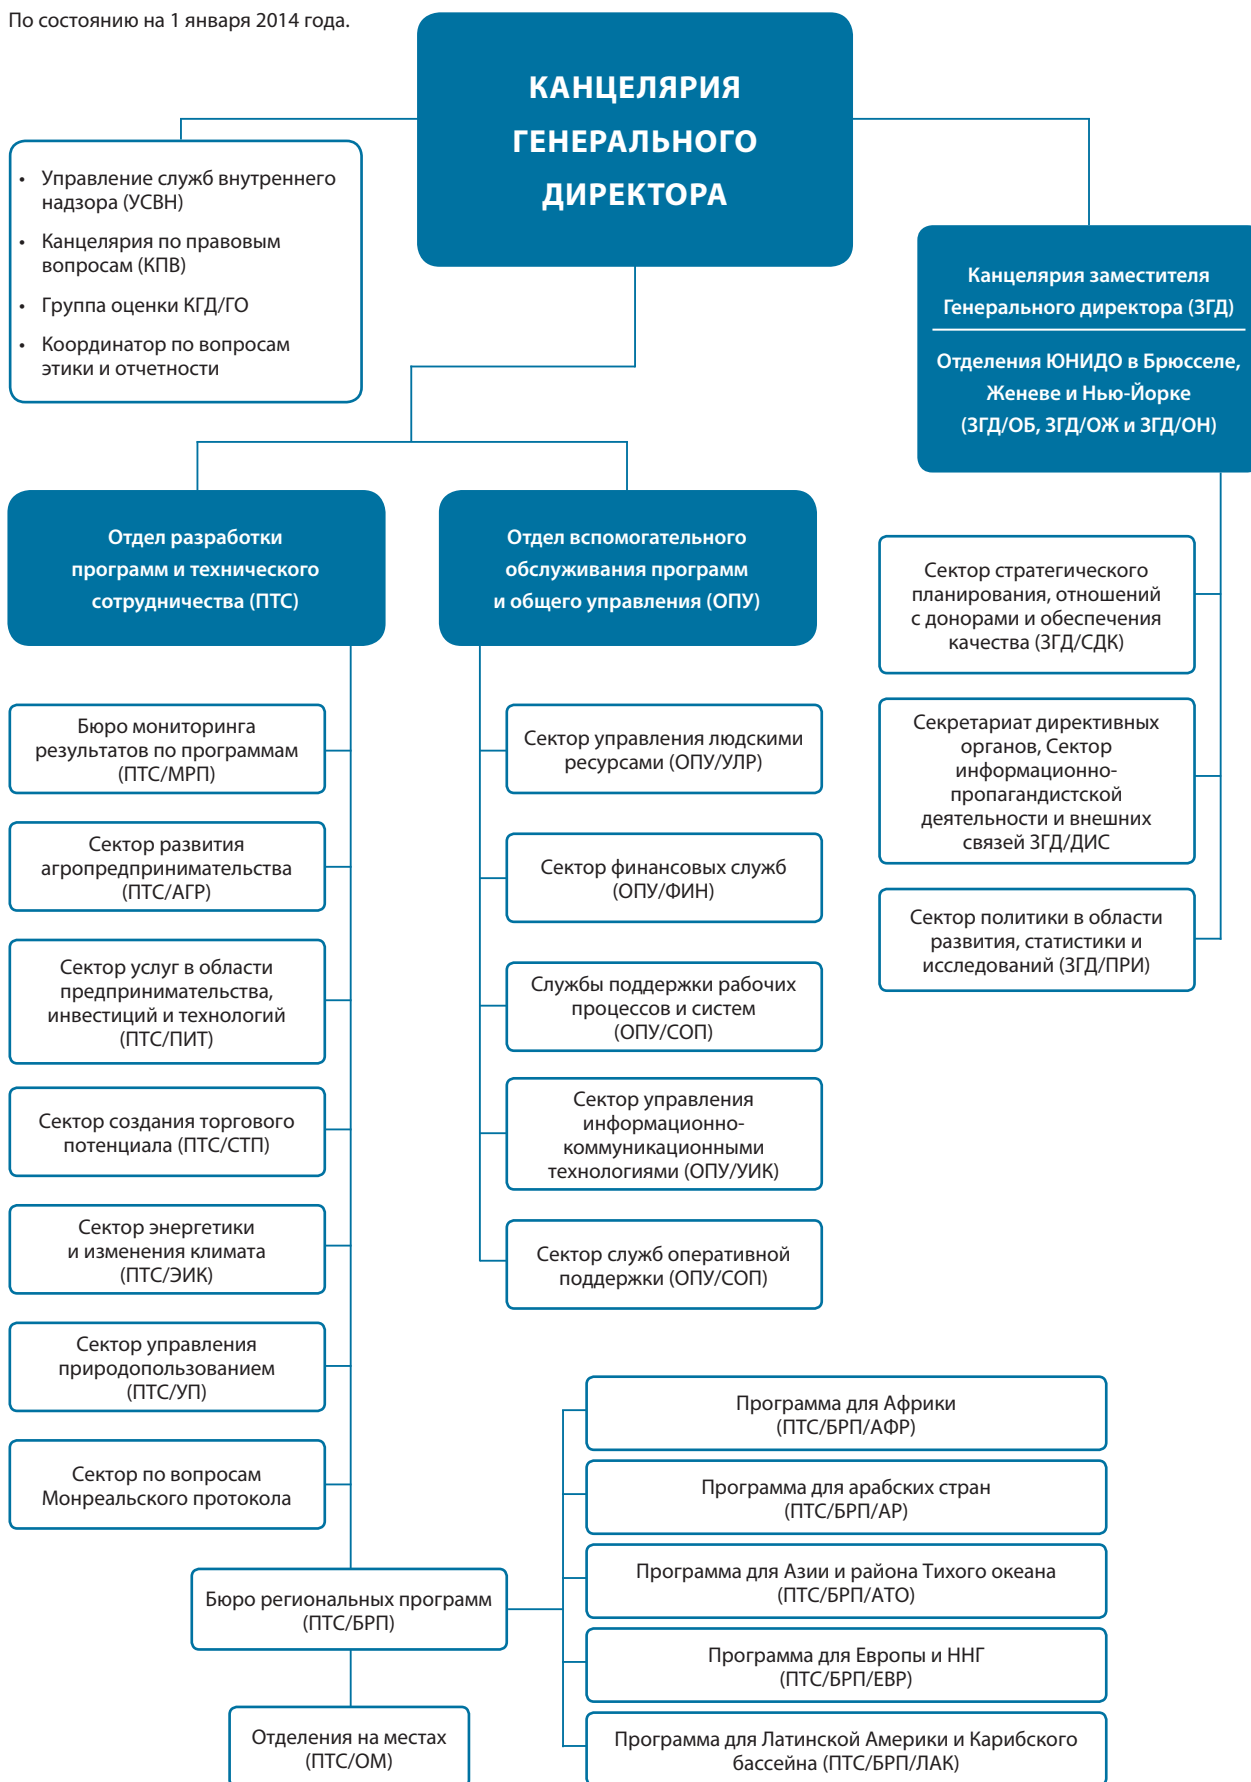 По состоянию на 1 января 2014 года.
КАНЦЕЛЯРИЯ
ГЕНЕРАЛЬНОГО
ДИРЕКТОРА
• Управление служб внутреннего
надзора (УСВН)
• Канцелярия по правовым
вопросам (КПВ)
• Группа оценки КГД/ГО
• Координатор по вопросам
этики и отчетности
Канцелярия заместителя
Генерального директора (ЗГД)
Отделения ЮНИДО в Брюсселе,
Женеве и Нью-Йорке
(ЗГД/ОБ, ЗГД/ОЖ и ЗГД/ОН)
Отдел разработки
программ и технического
сотрудничества (ПТС)
Отдел вспомогательного
обслуживания программ
и общего управления (ОПУ)
Сектор стратегического
планирования, отношений
с донорами и обеспечения
качества (ЗГД/СДК)
Секретариат директивных
органов, Сектор
информационно-
пропагандистской
деятельности и внешних
связей ЗГД/ДИС
Сектор политики в области
развития, статистики и
исследований (ЗГД/ПРИ)
Бюро мониторинга
результатов по программам
(ПТС/МРП)
Сектор развития
агропредпринимательства
(ПТС/АГР)
Сектор услуг в области
предпринимательства,
инвестиций и технологий
(ПТС/ПИТ)
Сектор создания торгового
потенциала (ПТС/СТП)
Сектор энергетики
и изменения климата
(ПТС/ЭИК)
Сектор управления
природопользованием
(ПТС/УП)
Сектор по вопросам
Монреальского протокола
Сектор управления людскими
ресурсами (ОПУ/УЛР)
Сектор финансовых служб
(ОПУ/ФИН)
Службы поддержки рабочих
процессов и систем
(ОПУ/СОП)
Сектор управления
информационно-
коммуникационными
технологиями (ОПУ/УИК)
Сектор служб оперативной
поддержки (ОПУ/СОП)
Бюро региональных программ
(ПТС/БРП)
Отделения на местах
(ПТС/ОМ)
Программа для Африки
(ПТС/БРП/АФР)
Программа для арабских стран
(ПТС/БРП/АР)
Программа для Азии и района Тихого океана
(ПТС/БРП/АТО)
Программа для Европы и ННГ
(ПТС/БРП/ЕВР)
Программа для Латинской Америки и Карибского
бассейна (ПТС/БРП/ЛАК)